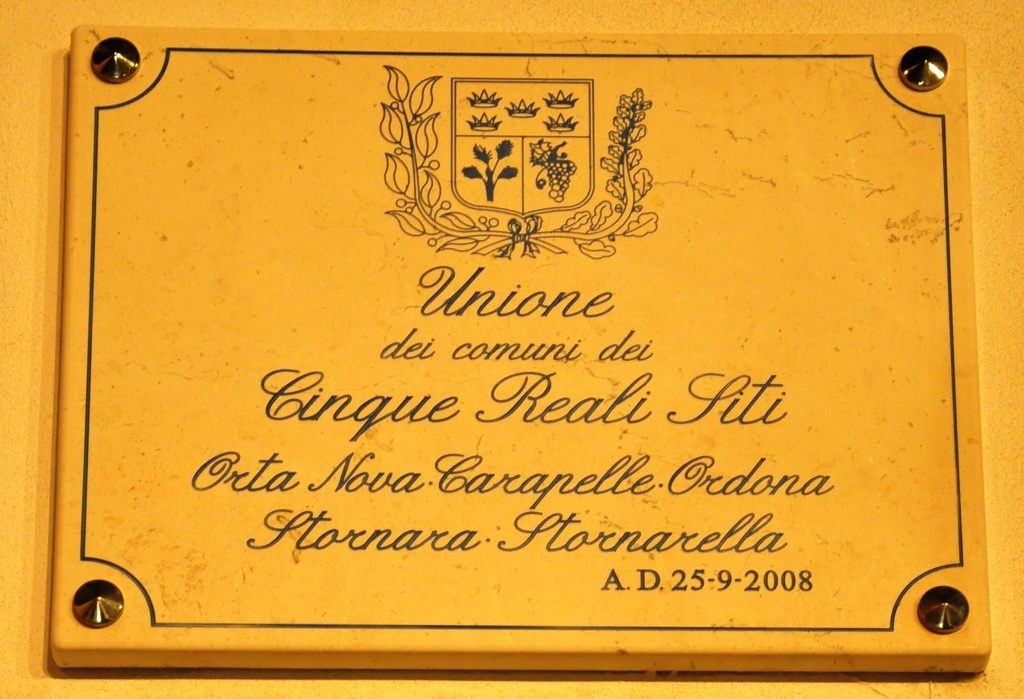 Unione
dei comuni dei
Cinque Reali Siti
Orta Nova·Carapelle·Ordona
Stornara·Stornarella
A.D. 25-9-2008